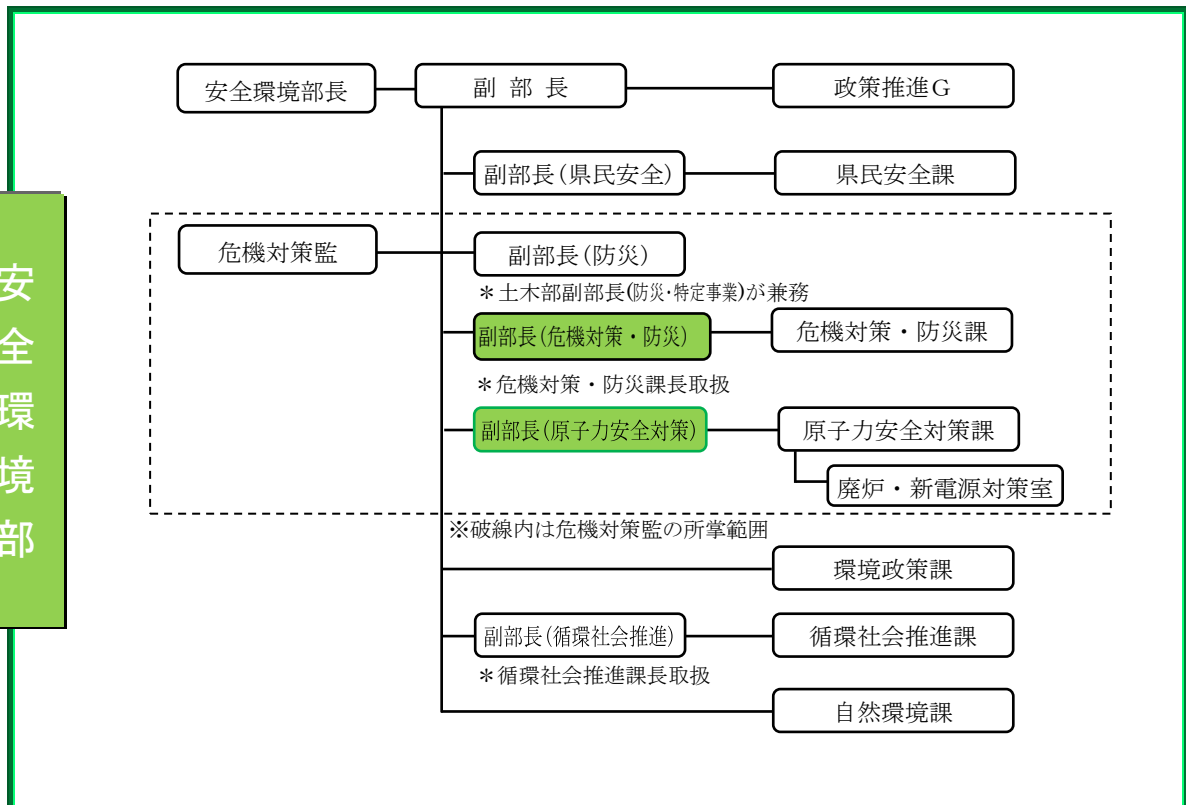 安全環境部
安全環境部長
副 部 長
政策推進G
副部長(県民安全)
県民安全課
危機対策監
副部長(防災)
＊土木部副部長(防災・特定事業)が兼務
副部長(危機対策・防災)
危機対策・防災課
＊危機対策・防災課長取扱
副部長(原子力安全対策)
原子力安全対策課
廃炉・新電源対策室
※破線内は危機対策監の所掌範囲
環境政策課
副部長(循環社会推進)
循環社会推進課
＊循環社会推進課長取扱
自然環境課